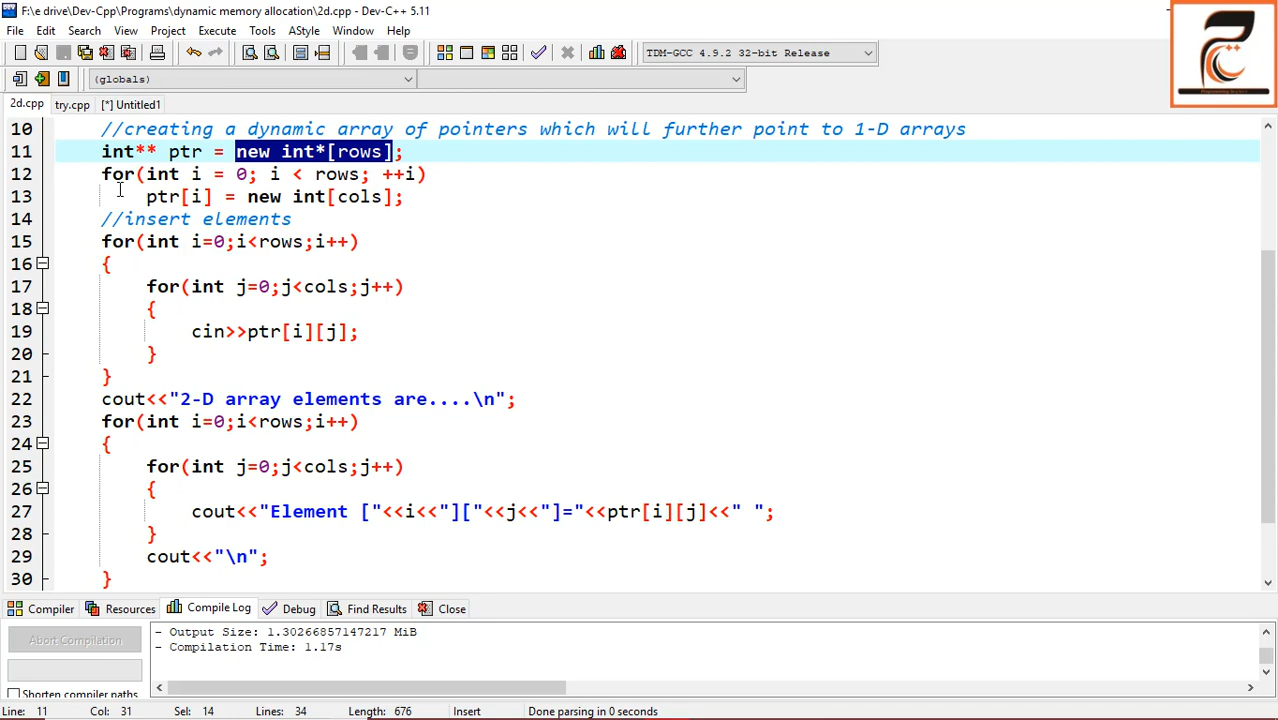 F:\e drive\Dev-Cpp\Programs\dynamic memory allocation\2d.cpp - Dev-C++ 5.11
File Edit Search View Project Execute Tools AStyle Window Help
TDM-GCC 4.9.2 32-bit Release
(globals)
2d.cpp try.cpp [*] Untitled1
10 //creating a dynamic array of pointers which will further point to 1-D arrays
11 int** ptr = new int*[rows];
12 for(int i = 0; i < rows; ++i)
13 ptr[i] = new int[cols];
14 //insert elements
15 for(int i=0;i<rows;i++)
16 {
17 for(int j=0;j<cols;j++)
18 {
19 cin>>ptr[i][j];
20 }
21 }
22 cout<<"2-D array elements are....\n";
23 for(int i=0;i<rows;i++)
24 {
25 for(int j=0;j<cols;j++)
26 {
27 cout<<"Element ["<<i<<"]["<<j<<"]="<<ptr[i][j]<<" ";
28 }
29 cout<<"\n";
30 }
Compiler Resources Compile Log Debug Find Results Close
Abort Compilation
- Output Size: 1.30266857147217 MiB
- Compilation Time: 1.17s
Shorten compiler paths
Line: 11 Col: 31 Sel: 14 Lines: 34 Length: 676 Insert Done parsing in 0 seconds